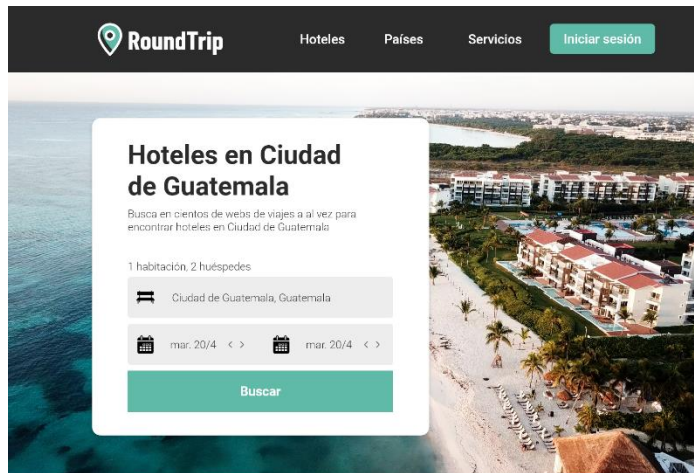 RoundTrip
Hoteles
Países
Servicios
Iniciar sesión
Hoteles en Ciudad
de Guatemala
Busca en cientos de webs de viajes a al vez para
encontrar hoteles en Ciudad de Guatemala
1 habitación, 2 huéspedes
Ciudad de Guatemala, Guatemala
mar. 20/4 < > mar. 20/4 < >
Buscar